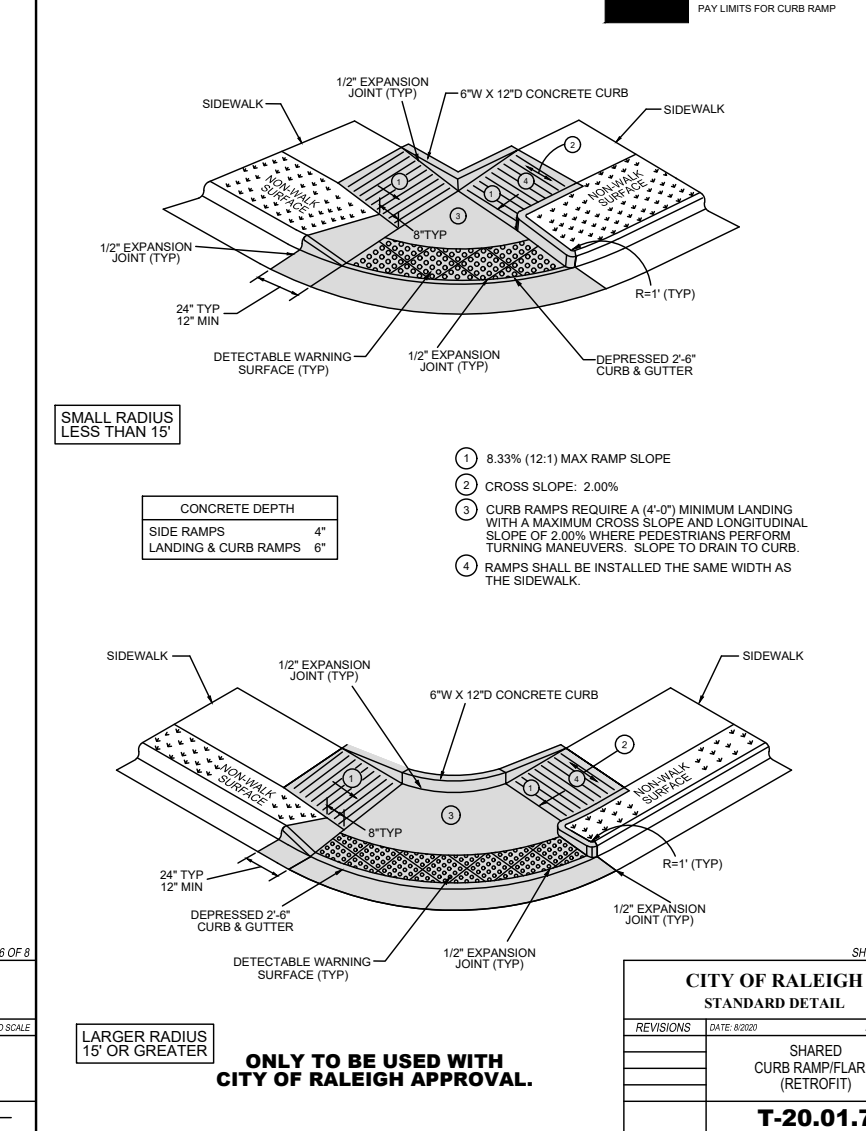 PAY LIMITS FOR CURB RAMP
1/2" EXPANSION
JOINT (TYP)
6"W X 12"D CONCRETE CURB
SIDEWALK
SIDEWALK
2
1
4
1
NON-WALK
SURFACE
NON-WALK
SURFACE
3
8"TYP
1/2" EXPANSION
JOINT (TYP)
R=1' (TYP)
24" TYP
12" MIN
DETECTABLE WARNING
SURFACE (TYP)
1/2" EXPANSION
JOINT (TYP)
DEPRESSED 2'-6"
CURB & GUTTER
SMALL RADIUS
LESS THAN 15'
1 8.33% (12:1) MAX RAMP SLOPE
2 CROSS SLOPE: 2.00%
3 CURB RAMPS REQUIRE A (4'-0") MINIMUM LANDING
WITH A MAXIMUM CROSS SLOPE AND LONGITUDINAL
SLOPE OF 2.00% WHERE PEDESTRIANS PERFORM
TURNING MANEUVERS. SLOPE TO DRAIN TO CURB.
4 RAMPS SHALL BE INSTALLED THE SAME WIDTH AS
THE SIDEWALK.
CONCRETE DEPTH
SIDE RAMPS 4"
LANDING & CURB RAMPS 6"
SIDEWALK
1/2" EXPANSION
JOINT (TYP)
6"W X 12"D CONCRETE CURB
SIDEWALK
2
1
4
1
NON-WALK
SURFACE
NON-WALK
SURFACE
3
8"TYP
24" TYP
12" MIN
R=1' (TYP)
DEPRESSED 2'-6"
CURB & GUTTER
1/2" EXPANSION
JOINT (TYP)
DETECTABLE WARNING
SURFACE (TYP)
1/2" EXPANSION
JOINT (TYP)
6 OF 8
SCALE
LARGER RADIUS
15' OR GREATER
ONLY TO BE USED WITH
CITY OF RALEIGH APPROVAL.
SH
CITY OF RALEIGH
STANDARD DETAIL
REVISIONS DATE: 8/2020
SHARED
CURB RAMP/FLAR
(RETROFIT)
T-20.01.7